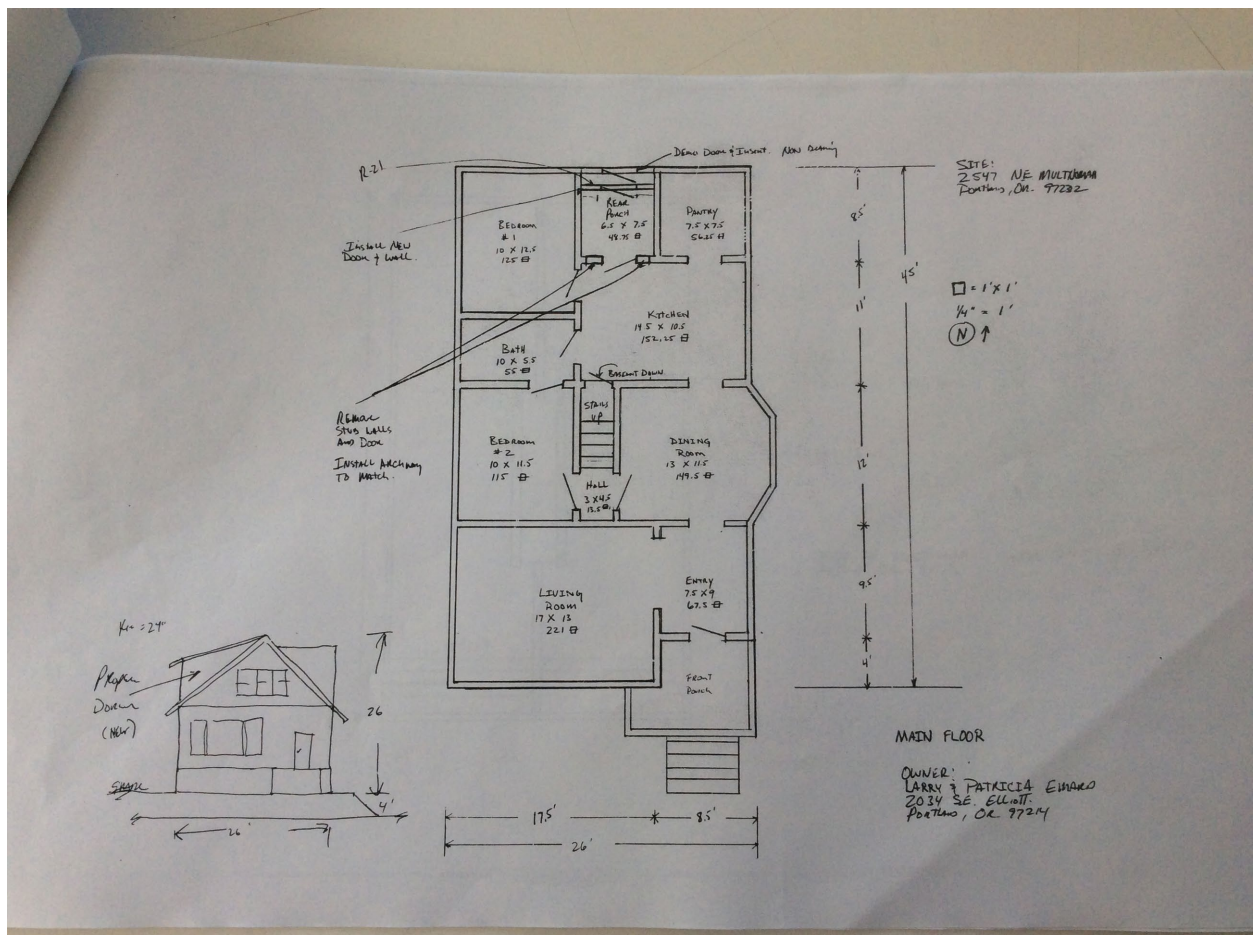 R-21
DEMO DOOR & INSERT. NON BEARING
SITE:
2547 NE MULTNOMAH
PORTLAND, OR. 97232
INSTALL NEW
DOOR & WALL.
BEDROOM
#1
10 X 12.5
125
REAR
PORCH
6.5 X 7.5
48.75
PANTRY
7.5 X 7.5
56.25
8.5'
45'
11'
= 1' X 1'
1/4" = 1'
N
KITCHEN
14.5 X 10.5
152.25
BATH
10 X 5.5
55
BASEMENT DOWN
STAIRS
UP
REMOVE
STUB WALLS
AND DOOR
INSTALL ARCHWAY
TO MATCH.
BEDROOM
#2
10 X 11.5
115
DINING
ROOM
13 X 11.5
149.5
12'
HALL
3 X 4.5
13.5
LIVING
ROOM
17 X 13
221
ENTRY
7.5 X 9
67.5
9.5'
4'
FRONT
PORCH
= 24"
DORMER
(NEW)
26
4'
26'
MAIN FLOOR
OWNER:
LARRY & PATRICIA
2034 S.E. ELLIOTT.
PORTLAND, OR 97214
17.5'
8.5'
26'